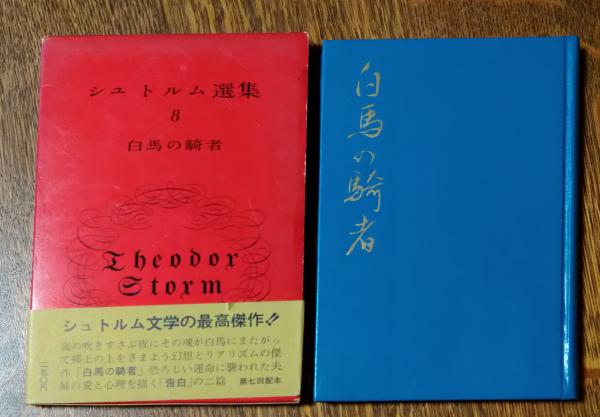 シュトルム選集
8
白馬の騎者
Theodor
Storm
シュトルム文学の最高傑作!!
嵐の吹きすさぶ夜にその魂が白馬にまたがっ
て郷土の上をさまよう幻想とリアリズムの傑
作「白馬の騎者」恐ろしい運命に襲われた夫
婦の愛と心理を描く「告白」の二篇
第七回配本
白馬の騎者